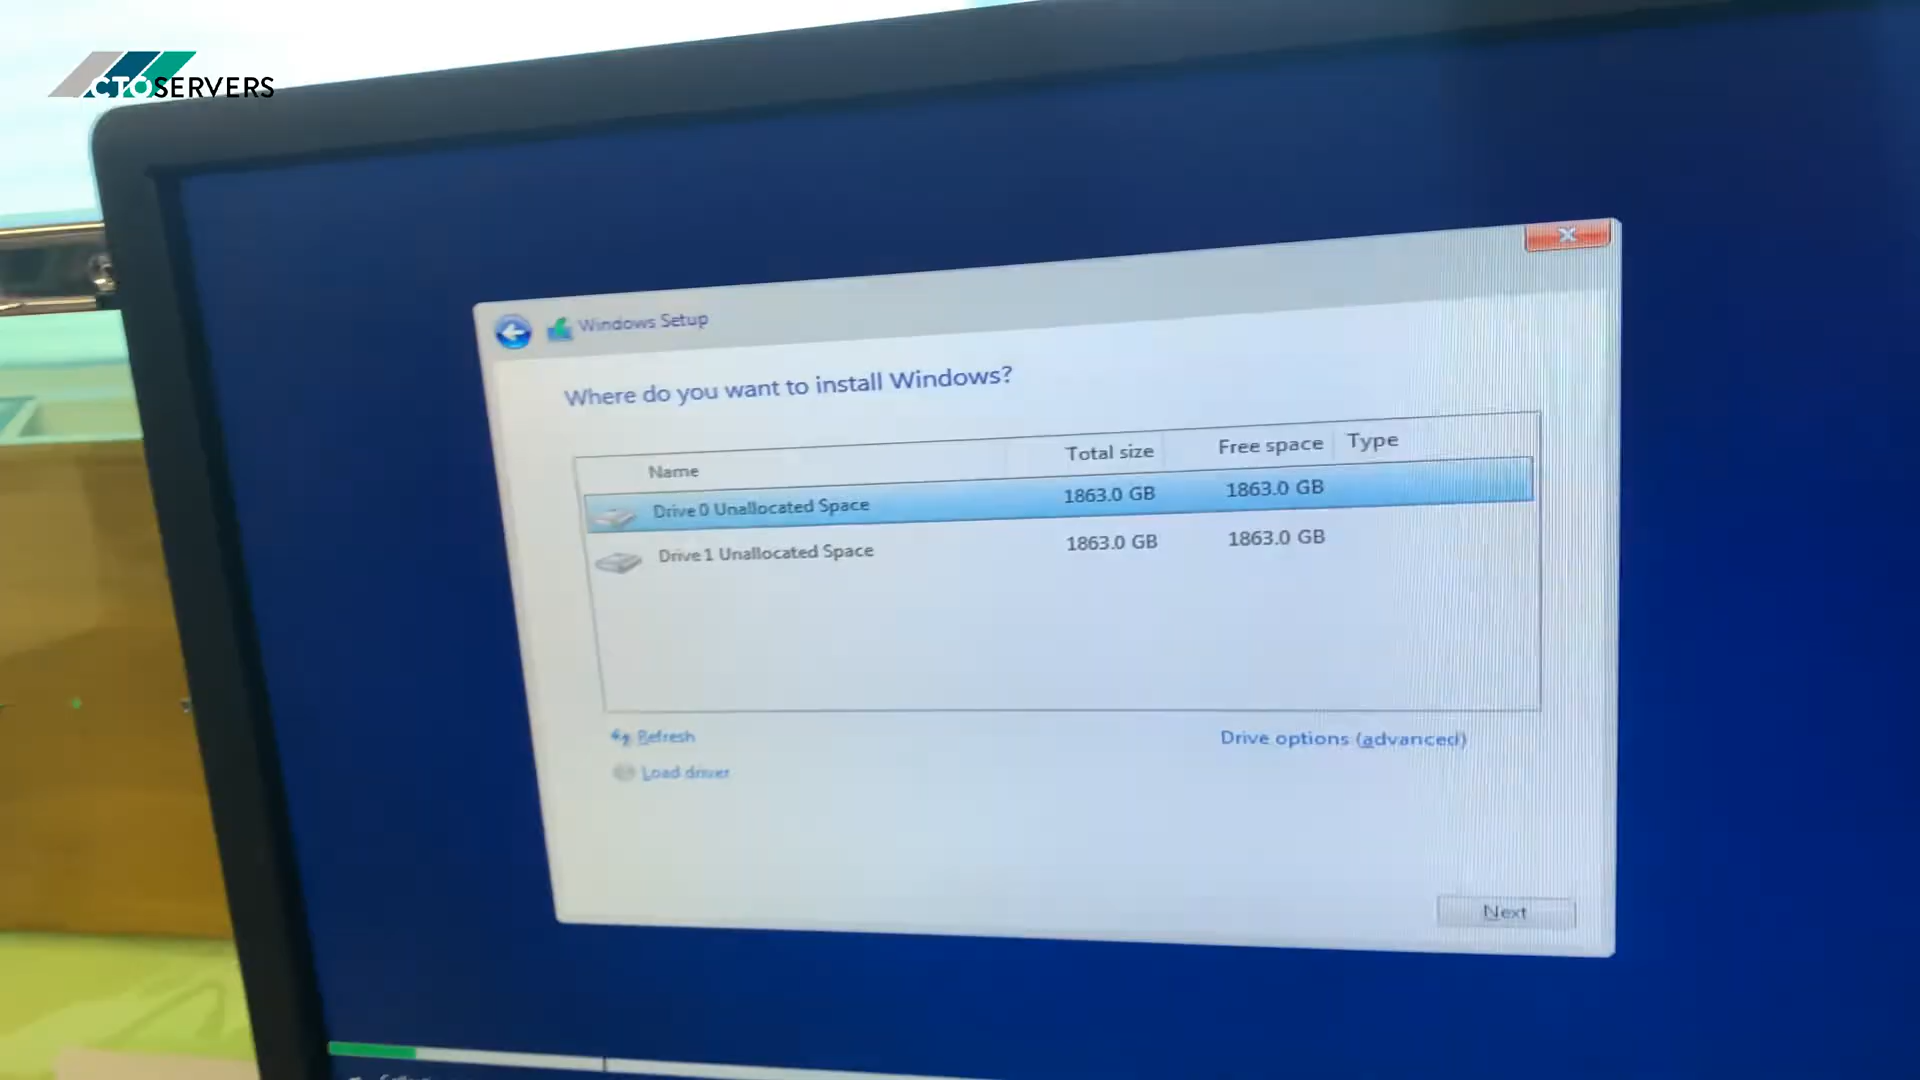 CTOSERVERS
Windows Setup
Where do you want to install Windows?
Name Total size Free space Type
Drive 0 Unallocated Space 1863.0 GB 1863.0 GB
Drive 1 Unallocated Space 1863.0 GB 1863.0 GB
Refresh Drive options (advanced)
Load driver
Next